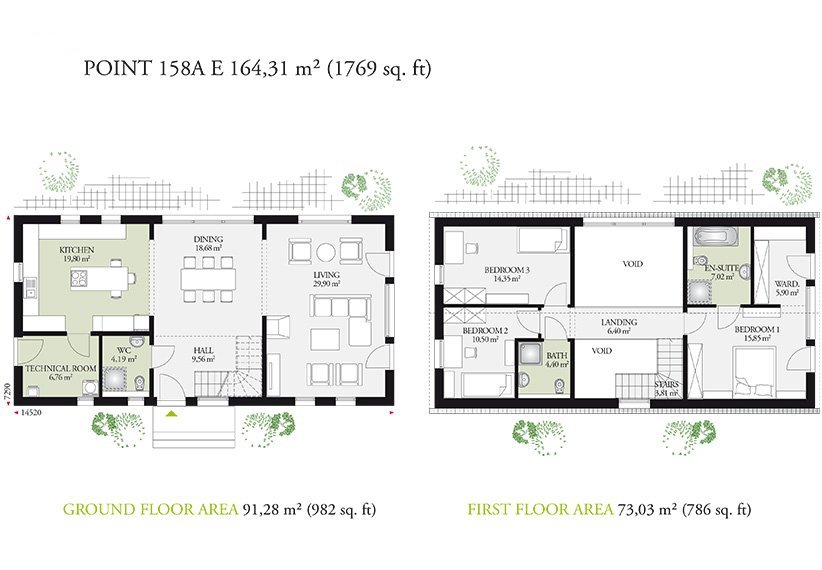 POINT 158A E 164,31 m² (1769 sq. ft)
KITCHEN
19,80 m²
DINING
18,68 m²
LIVING
29,90 m²
WC
4,19 m²
HALL
9,56 m²
TECHNICAL ROOM
6,76 m²
7290
14520
BEDROOM 3
14,35 m²
VOID
EN-SUITE
7,02 m²
WARD.
5,90 m²
BEDROOM 2
10,50 m²
LANDING
6,40 m²
BEDROOM 1
15,85 m²
BATH
4,40 m²
VOID
STAIRS
3,81 m²
GROUND FLOOR AREA 91,28 m² (982 sq. ft)
FIRST FLOOR AREA 73,03 m² (786 sq. ft)